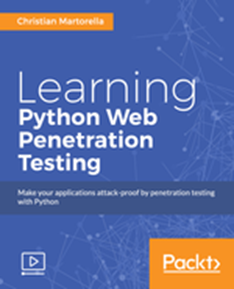 Christian Martorella
Learning
Python Web
Penetration
Testing
Make your applications attack-proof by penetration testing
with Python
Packt>